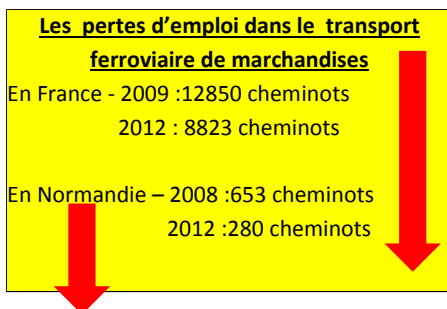 Les pertes d'emploi dans le transport
ferroviaire de marchandises
En France - 2009 :12850 cheminots
2012 : 8823 cheminots
En Normandie – 2008 :653 cheminots
2012 :280 cheminots